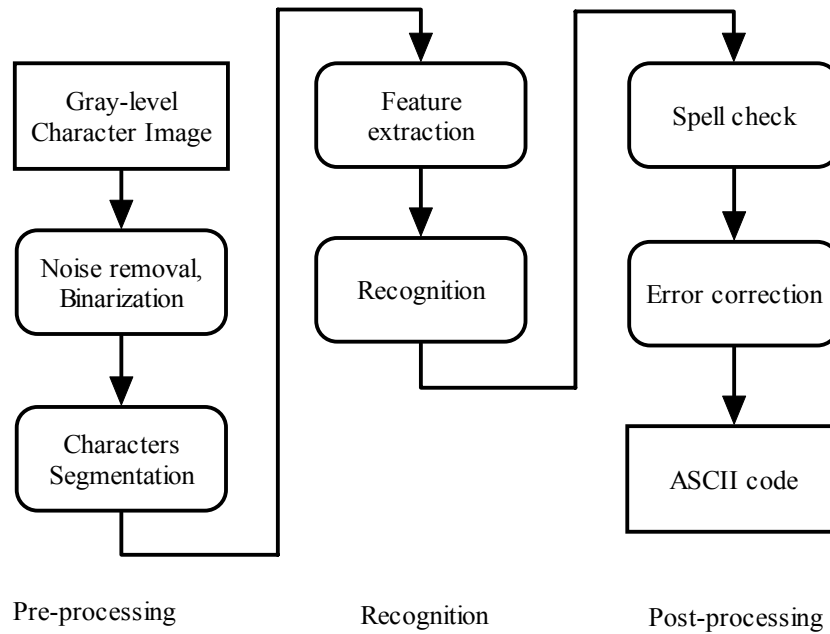 Gray-level
Character Image
Noise removal,
Binarization
Characters
Segmentation
Pre-processing
Feature
extraction
Recognition
Recognition
Spell check
Error correction
ASCII code
Post-processing